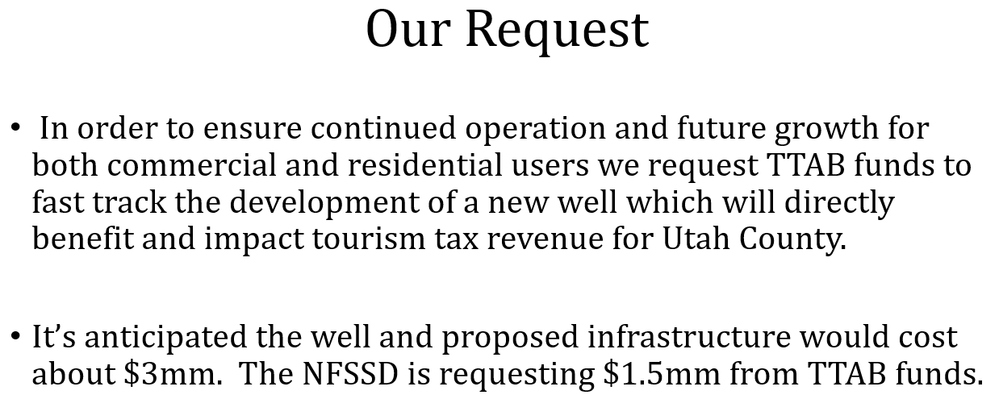 Our Request
• In order to ensure continued operation and future growth for
both commercial and residential users we request TTAB funds to
fast track the development of a new well which will directly
benefit and impact tourism tax revenue for Utah County.
• It’s anticipated the well and proposed infrastructure would cost
about $3mm.  The NFSSD is requesting $1.5mm from TTAB funds.